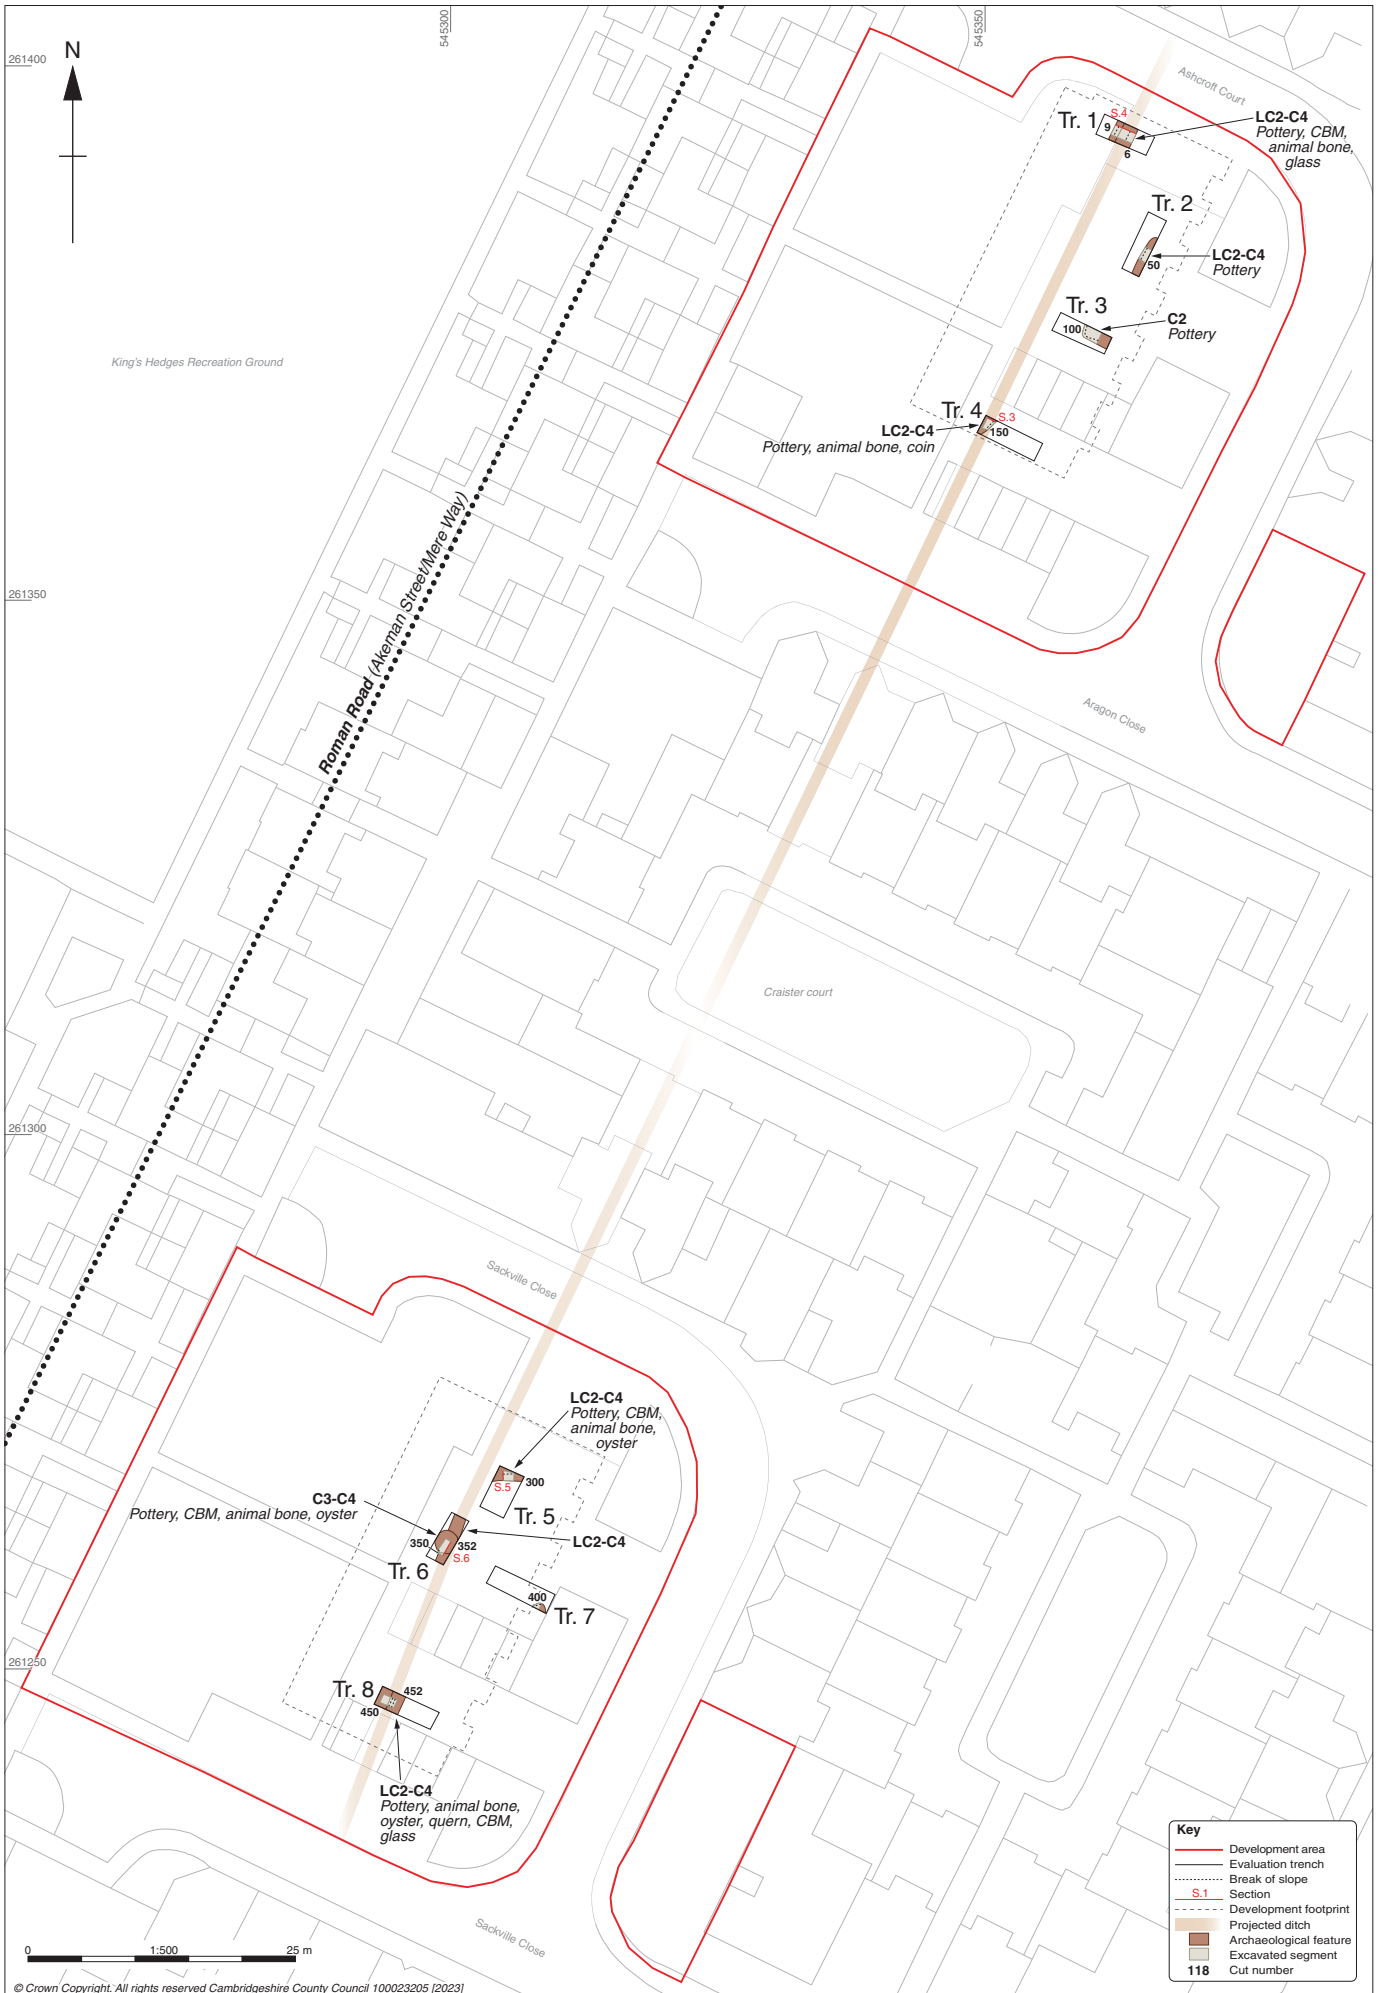 545300
545350
261400
N
Ashcroft Court
S.4
Tr. 1
9
6
LC2-C4
Pottery, CBM,
animal bone,
glass
Tr. 2
LC2-C4
Pottery
50
Tr. 3
C2
Pottery
100
King's Hedges Recreation Ground
Tr. 4
S.3
LC2-C4
150
Pottery, animal bone, coin
Roman Road (Akeman Street/Mere Way)
261350
Aragon Close
Craister court
261300
Sackville Close
LC2-C4
Pottery, CBM,
animal bone,
oyster
S.5
300
Tr. 5
C3-C4
Pottery, CBM, animal bone, oyster
350
352
LC2-C4
S.6
Tr. 6
400
Tr. 7
261250
Tr. 8
452
450
LC2-C4
Pottery, animal bone,
oyster, quern, CBM,
glass
Sackville Close
Key
Development area
Evaluation trench
Break of slope
S.1 Section
Development footprint
Projected ditch
Archaeological feature
Excavated segment
118 Cut number
0 1:500 25 m
© Crown Copyright. All rights reserved Cambridgeshire County Council 100023205 [2023]